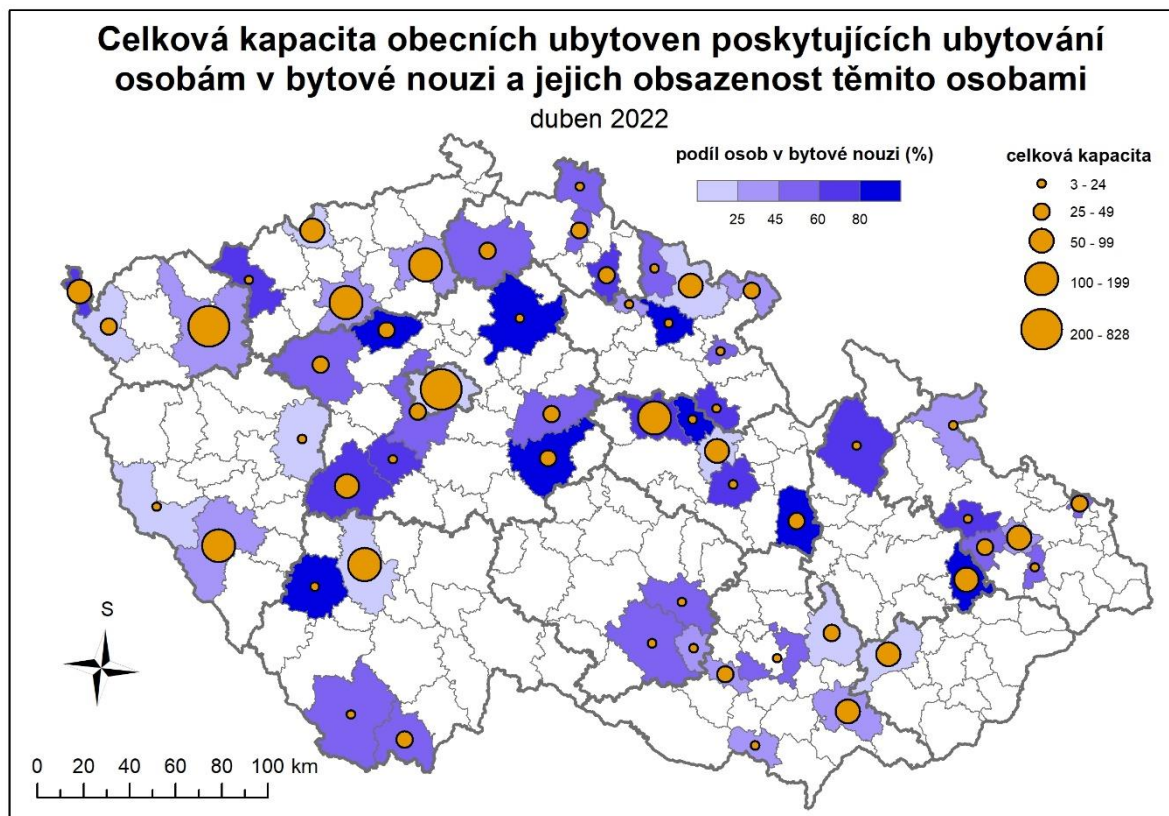 Celková kapacita obecních ubytoven poskytujících ubytování
osobám v bytové nouzi a jejich obsazenost těmito osobami
duben 2022
podíl osob v bytové nouzi (%)
25 45 60 80
celková kapacita
3 - 24
25 - 49
50 - 99
100 - 199
200 - 828
S
0 20 40 60 80 100 km